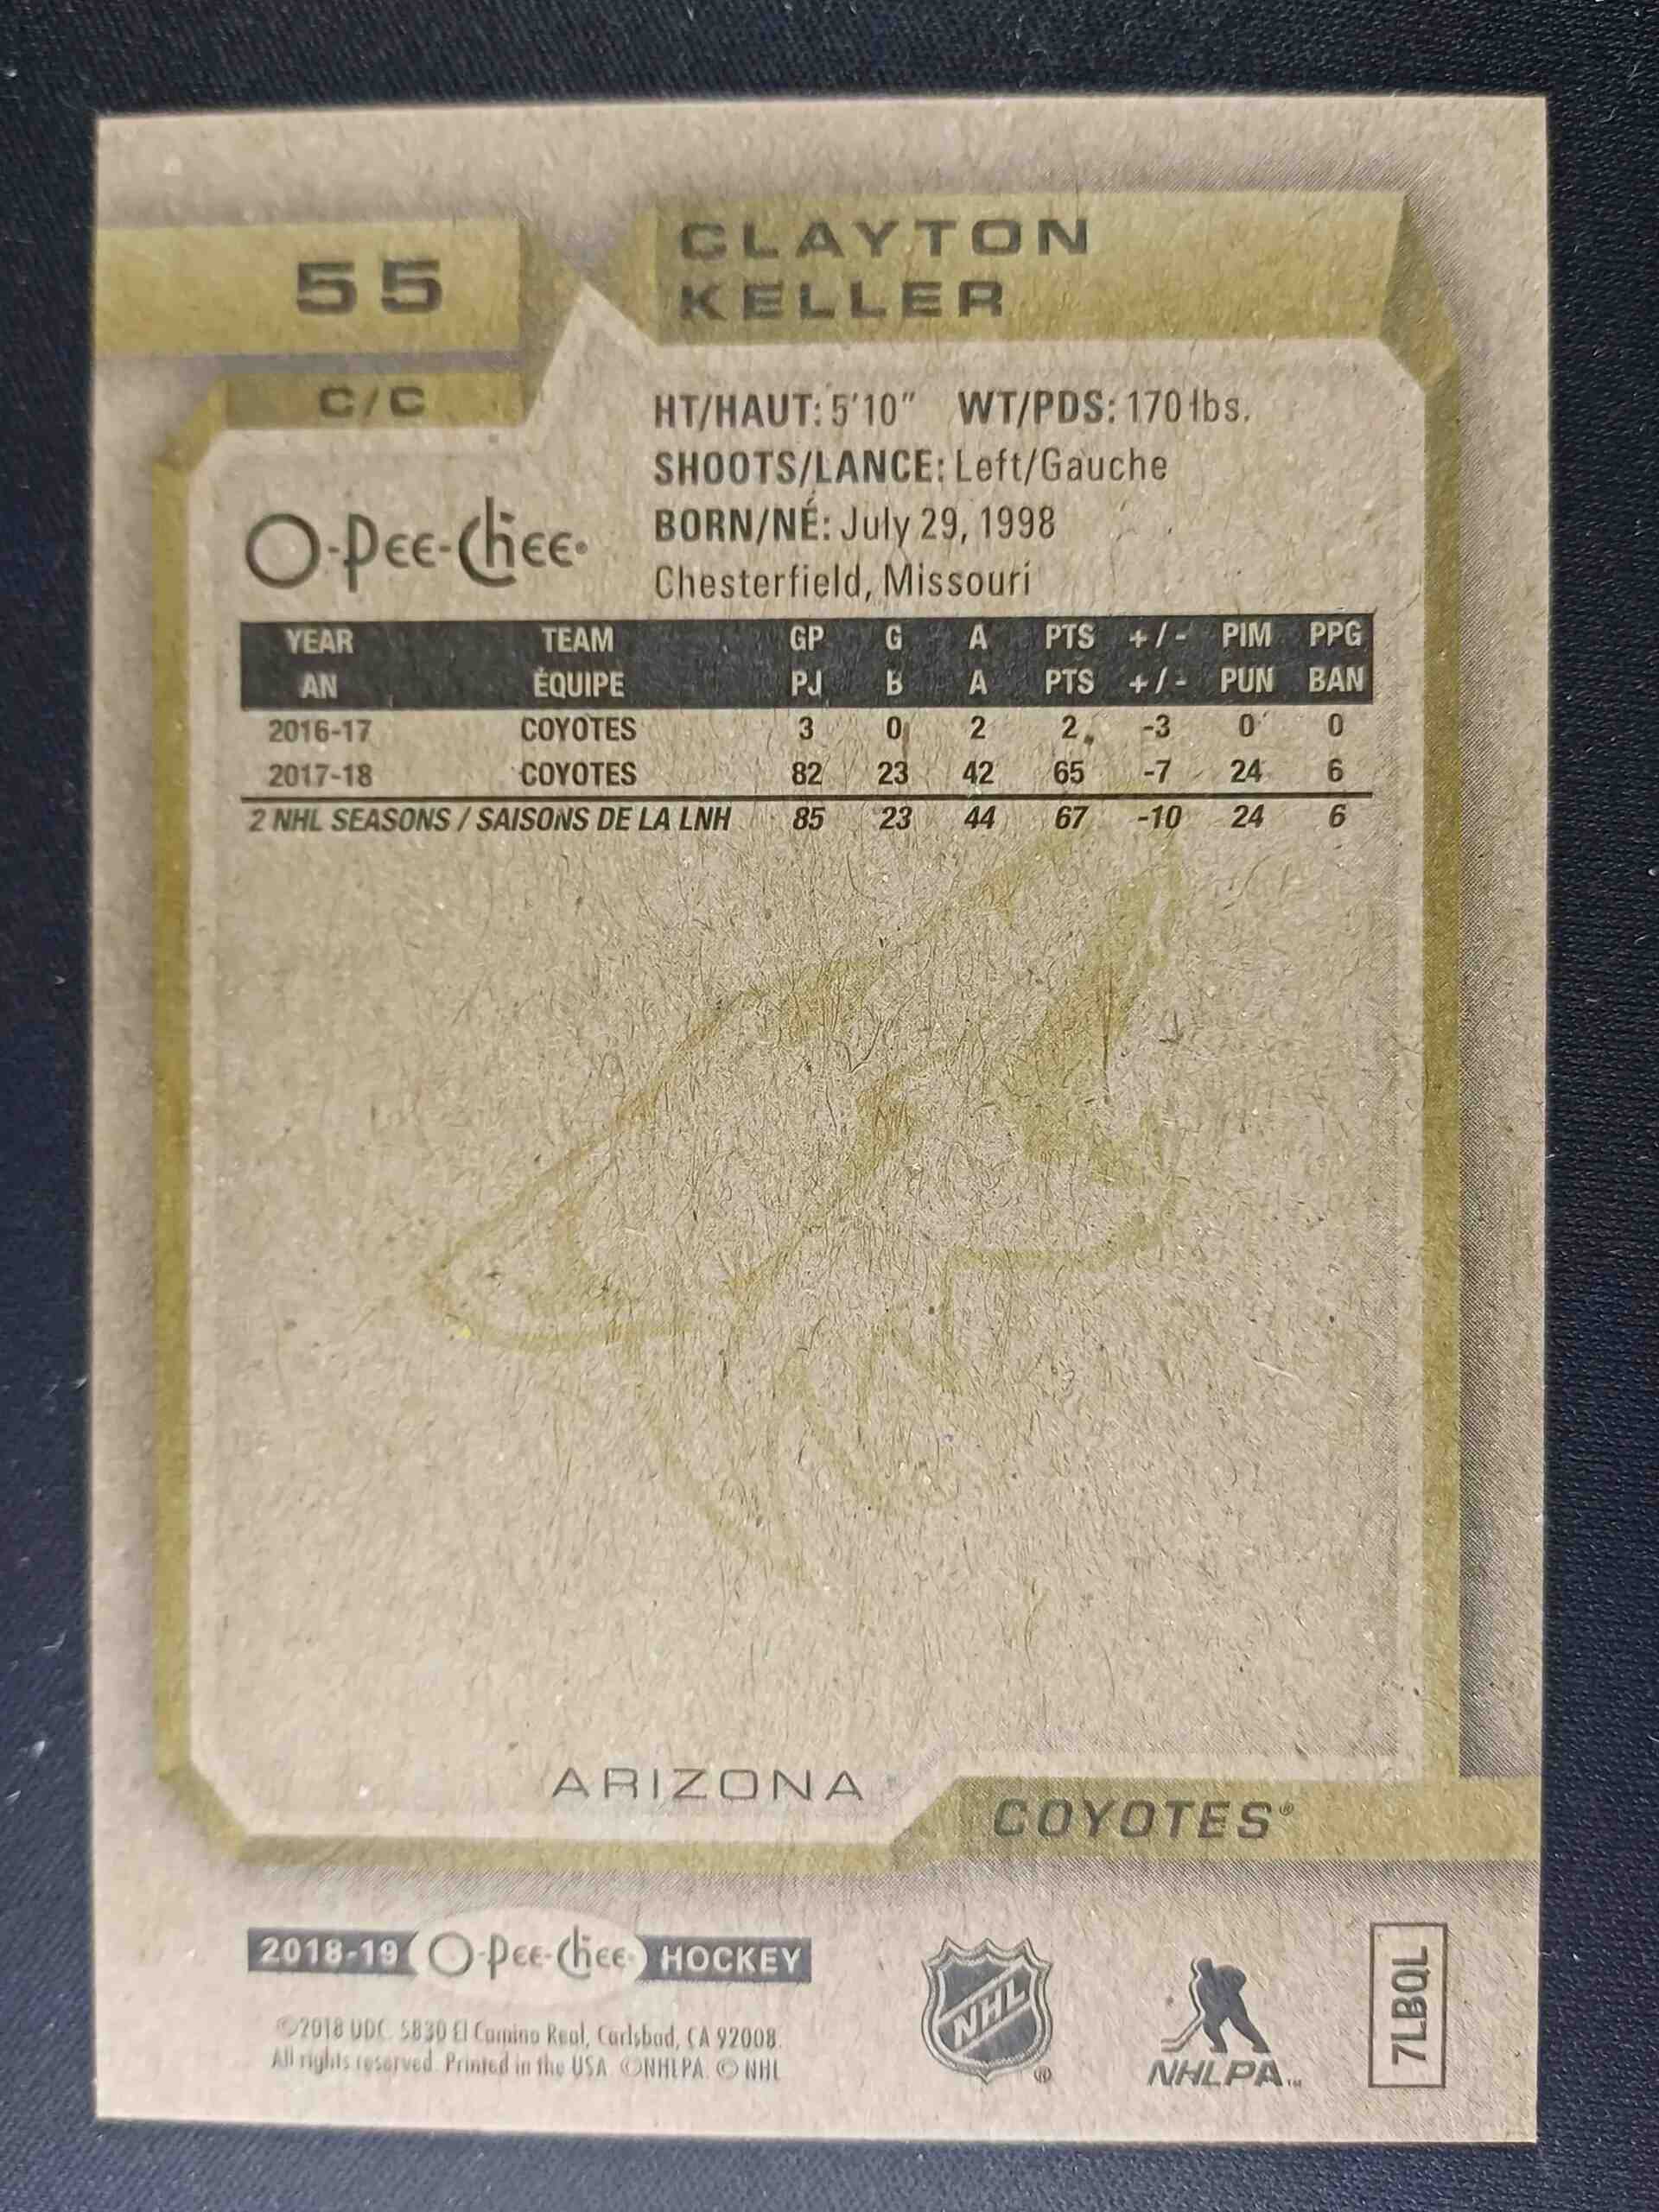 55
CLAYTON
KELLER
C/C
HT/HAUT: 5'10" WT/PDS: 170 lbs.
SHOOTS/LANCE: Left/Gauche
O-Pee-Chee
BORN/NÉ: July 29, 1998
Chesterfield, Missouri
YEAR TEAM GP G A PTS +/- PIM PPG
AN ÉQUIPE PJ B A PTS +/- PUN BAN
2016-17 COYOTES 3 0 2 2 -3 0 0
2017-18 COYOTES 82 23 42 65 -7 24 6
2 NHL SEASONS / SAISONS DE LA LNH 85 23 44 67 -10 24 6
ARIZONA
COYOTES®
2018-19 O-Pee-Chee HOCKEY
©2018 UDC. 5830 El Camino Real, Carlsbad, CA 92008.
All rights reserved. Printed in the USA. ©NHLPA. © NHL
NHL ®
NHLPA™
7LBQL